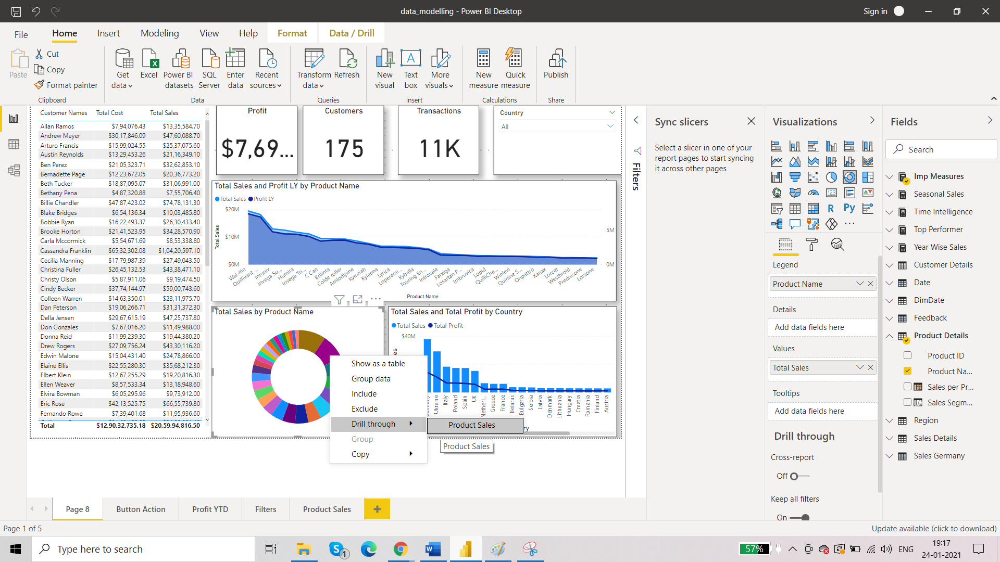 data_modelling - Power BI Desktop
Sign in
File Home Insert Modeling View Help Format Data / Drill
Paste
Cut
Copy
Format painter
Clipboard
Get data
Excel
Power BI datasets
SQL Server
Enter data
Recent sources
Data
Transform data
Refresh
Queries
New visual
Text box
More visuals
Insert
New measure
Quick measure
Calculations
Publish
Share
Customer Names Total Cost Total Sales
Allan Ramos $7,94,076.43 $13,35,584.70
Andrew Meyer $30,17,846.09 $47,60,088.70
Arturo Francis $15,99,024.55 $25,37,075.60
Austin Reynolds $13,29,453.26 $21,16,349.10
Ben Perez $21,05,323.71 $32,62,853.10
Bernadette Page $12,23,672.05 $20,36,773.20
Beth Tucker $18,87,095.07 $31,06,991.00
Bethany Pena $4,87,320.88 $7,55,706.40
Billie Chandler $47,87,423.02 $74,78,131.30
Blake Bridges $6,54,136.34 $10,03,485.80
Bobbie Ryan $16,22,493.37 $26,30,433.40
Brooke Horton $21,41,523.95 $34,28,570.90
Carla Mccormick $5,54,671.69 $8,53,338.80
Cassandra Franklin $65,32,302.08 $1,04,20,597.10
Cecilia Manning $17,79,987.39 $27,49,043.50
Christina Fuller $26,45,132.53 $43,38,471.10
Christy Olson $5,87,911.06 $9,19,474.50
Cindy Becker $37,74,144.97 $59,00,743.60
Colleen Warren $14,63,350.01 $23,11,975.70
Dan Peterson $19,06,266.71 $31,31,372.30
Della Jensen $29,67,615.19 $47,25,737.80
Don Gonzales $7,67,016.20 $11,49,988.00
Donna Reid $11,99,239.30 $19,44,380.20
Drew Rogers $27,09,756.24 $43,30,116.20
Edwin Malone $15,04,431.40 $24,78,866.00
Elaine Ellis $22,55,280.30 $35,68,212.30
Elbert Klein $12,67,255.29 $19,20,816.30
Ellen Weaver $8,57,533.34 $13,18,948.60
Elvira Bowman $6,05,295.96 $9,73,912.00
Eric Rose $42,13,525.75 $66,55,739.80
Fernando Rowe $7,39,401.68 $11,95,936.60
Total $12,90,32,735.18 $20,59,94,816.50
Profit
$7,69...
Customers
175
Transactions
11K
Country
All
Total Sales and Profit LY by Product Name
Total Sales Profit LY
$20M
$10M
$0M
5M
0M
Total Sales
Wal-itin
Quillivant ...
Intuniv
Invega Su...
Humira
Invega Tri...
C Can
Brilinta
Colde roller
Amlodipine
Kymriah
Kyleena
Lyrica
Loperami...
Kybella
Touring En...
Introvale
Farxiga
Losartan P...
Imbruvica
Lopid
QuilliChe...
Winlevi
Quinine S...
Onpattro
Xanax
Lorcet
Westhroid
Prednisone
Lorzone
Product Name
Total Sales by Product Name
Show as a table
Group data
Include
Exclude
Drill through
Group
Copy
Product Sales
Product Sales
Total Sales and Total Profit by Country
Total Sales Total Profit
$40M
Ukraine
Italy
Poland
Spain
UK
Netherl...
Greece
France
Belarus
Bulgaria
Serbia
Latvia
Denmark
Lithuania
Hungary
Croatia
Romania
Finland
Austria
Filters
Sync slicers
Select a slicer in one of your
report pages to start syncing
it across other pages
Visualizations
123
R
Py
Legend
Product Name
Details
Add data fields here
Values
Total Sales
Tooltips
Add data fields here
Drill through
Cross-report
Off
Keep all filters
On
Fields
Search
Imp Measures
Seasonal Sales
Time Intelligence
Top Performer
Year Wise Sales
Customer Details
Date
DimDate
Feedback
Product Details
Product ID
Product Na...
Sales per Pr...
Sales Segm...
Region
Sales Details
Sales Germany
Page 8 Button Action Profit YTD Filters Product Sales
Page 1 of 5
Update available (click to download)
Type here to search
1
57%
ENG
19:17
24-01-2021